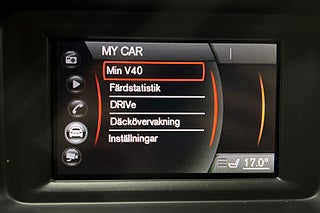 MY CAR
Min V40
Färdstatistik
DRIVe
Däckövervakning
Inställningar
17.0°